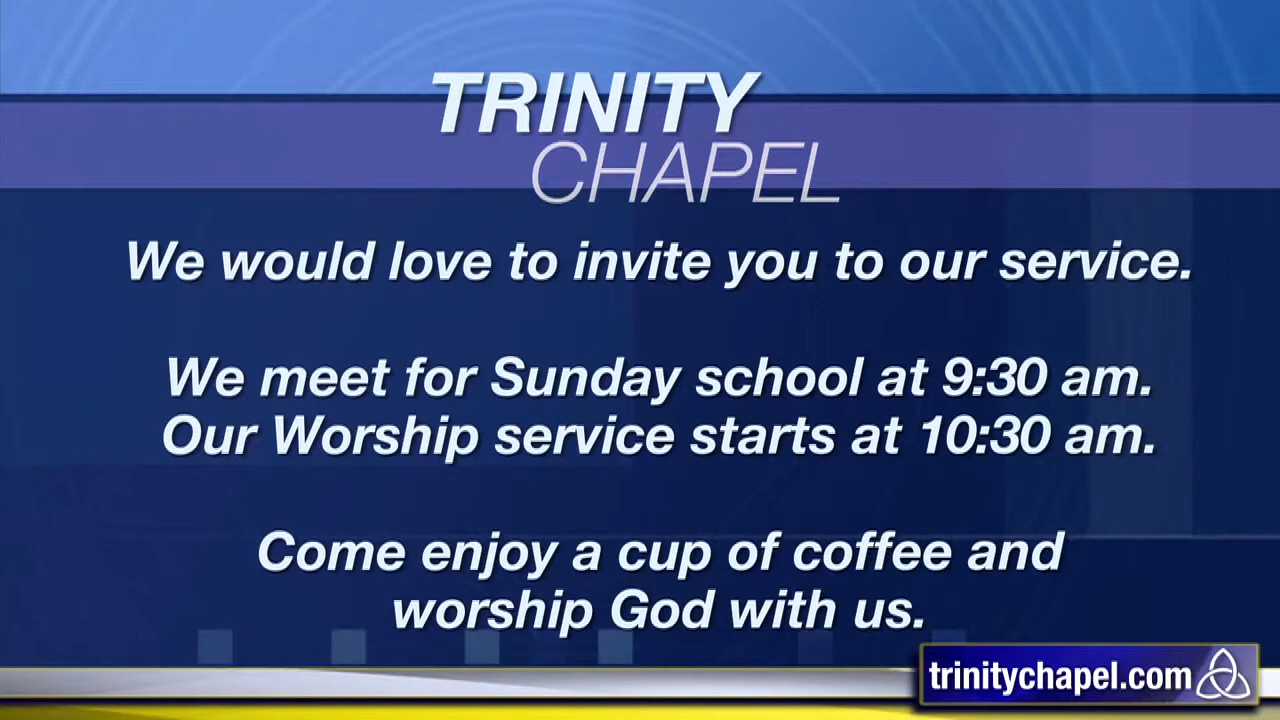 TRINITY
CHAPEL
We would love to invite you to our service.
We meet for Sunday school at 9:30 am.
Our Worship service starts at 10:30 am.
Come enjoy a cup of coffee and
worship God with us.
trinitychapel.com